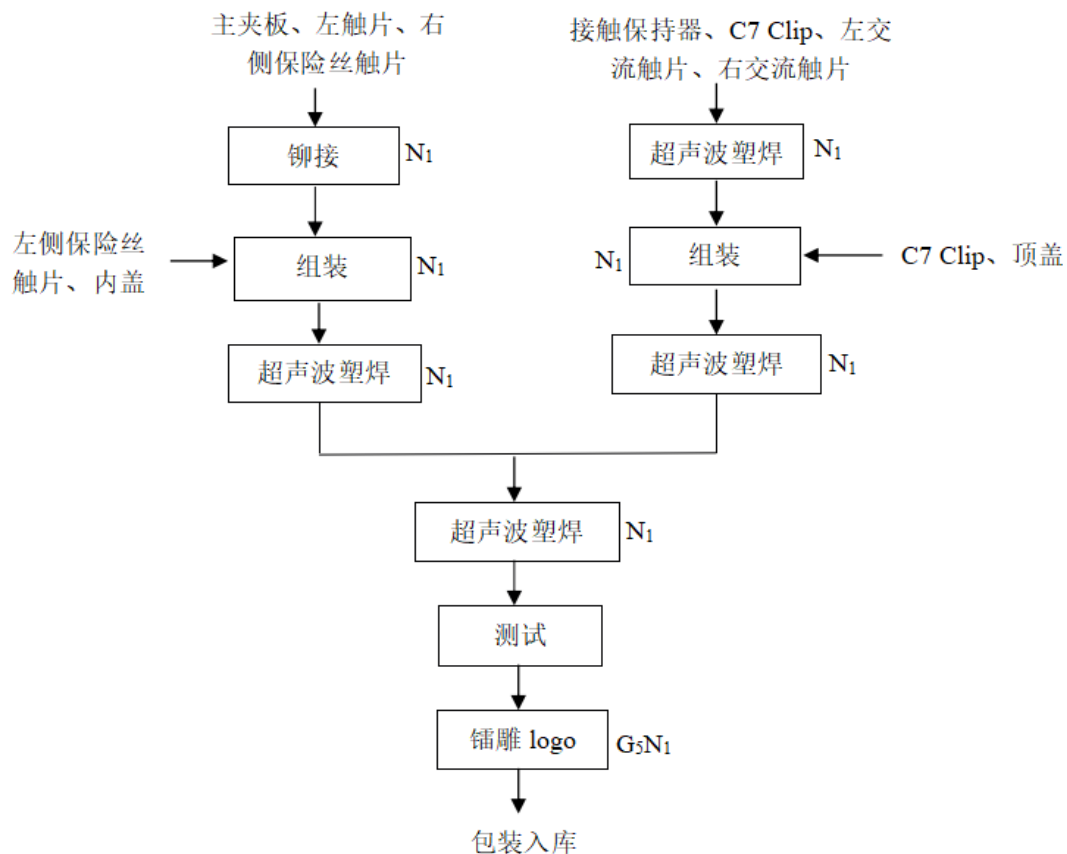 主夹板、左触片、右
侧保险丝触片
接触保持器、C7 Clip、左交
流触片、右交流触片
铆接
N1
超声波塑焊
N1
左侧保险丝
触片、内盖
组装
N1
N1
组装
C7 Clip、顶盖
超声波塑焊
N1
超声波塑焊
N1
超声波塑焊
N1
测试
镭雕 logo
G5N1
包装入库